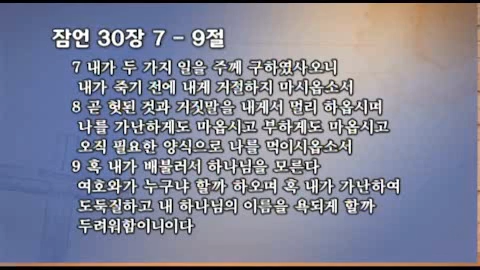 잠언 30장 7 - 9절
7 내가 두 가지 일을 주께 구하였사오니
내가 죽기 전에 내게 거절하지 마시옵소서
8 곧 헛된 것과 거짓말을 내게서 멀리 하옵시며
나를 가난하게도 마옵시고 부하게도 마옵시고
오직 필요한 양식으로 나를 먹이시옵소서
9 혹 내가 배불러서 하나님을 모른다
여호와가 누구냐 할까 하오며 혹 내가 가난하여
도둑질하고 내 하나님의 이름을 욕되게 할까
두려워함이니이다